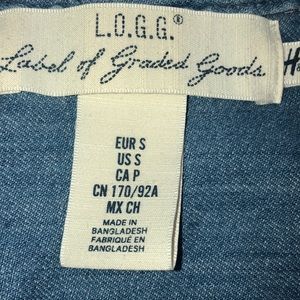 L.O.G.G.®
Label of Graded Goods
H
EUR S
US S
CA P
CN 170/92A
MX CH
MADE IN
BANGLADESH
FABRIQUÉ EN
BANGLADESH